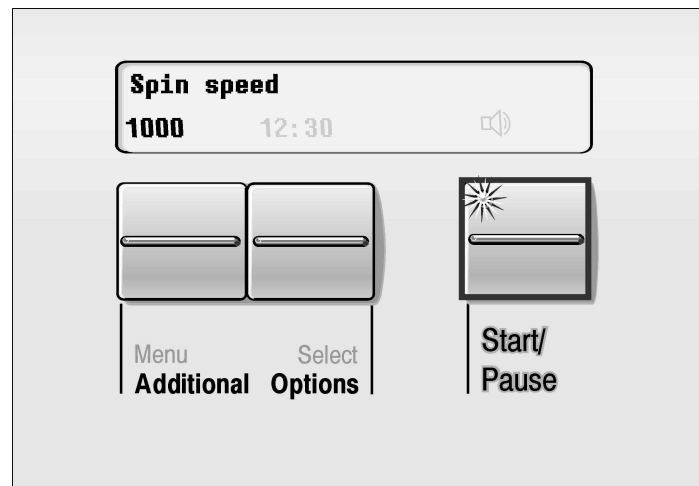 Spin speed
1000 12:30
Menu Select
Additional Options
Start/
Pause